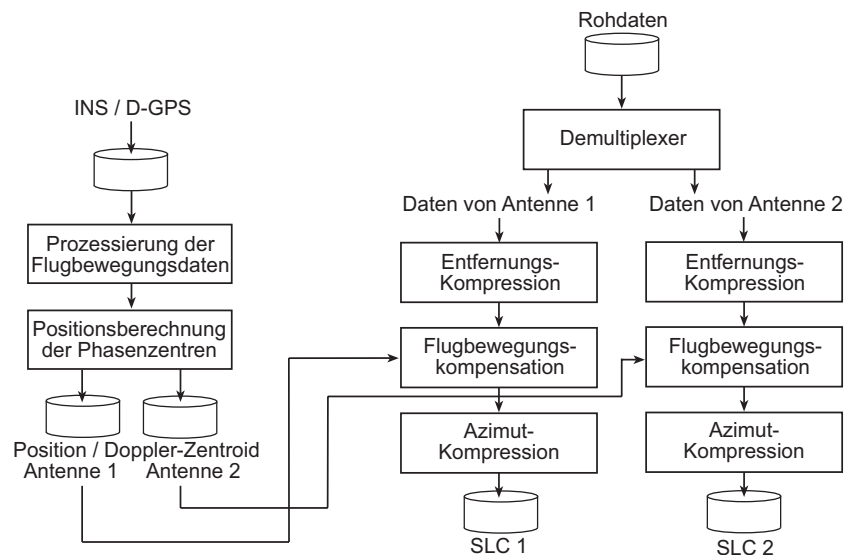 Rohdaten
INS / D-GPS
Demultiplexer
Daten von Antenne 1
Daten von Antenne 2
Prozessierung der
Flugbewegungsdaten
Entfernungs-
Kompression
Entfernungs-
Kompression
Positionsberechnung
der Phasenzentren
Flugbewegungs-
kompensation
Flugbewegungs-
kompensation
Position / Doppler-Zentroid
Antenne 1
Antenne 2
Azimut-
Kompression
Azimut-
Kompression
SLC 1
SLC 2